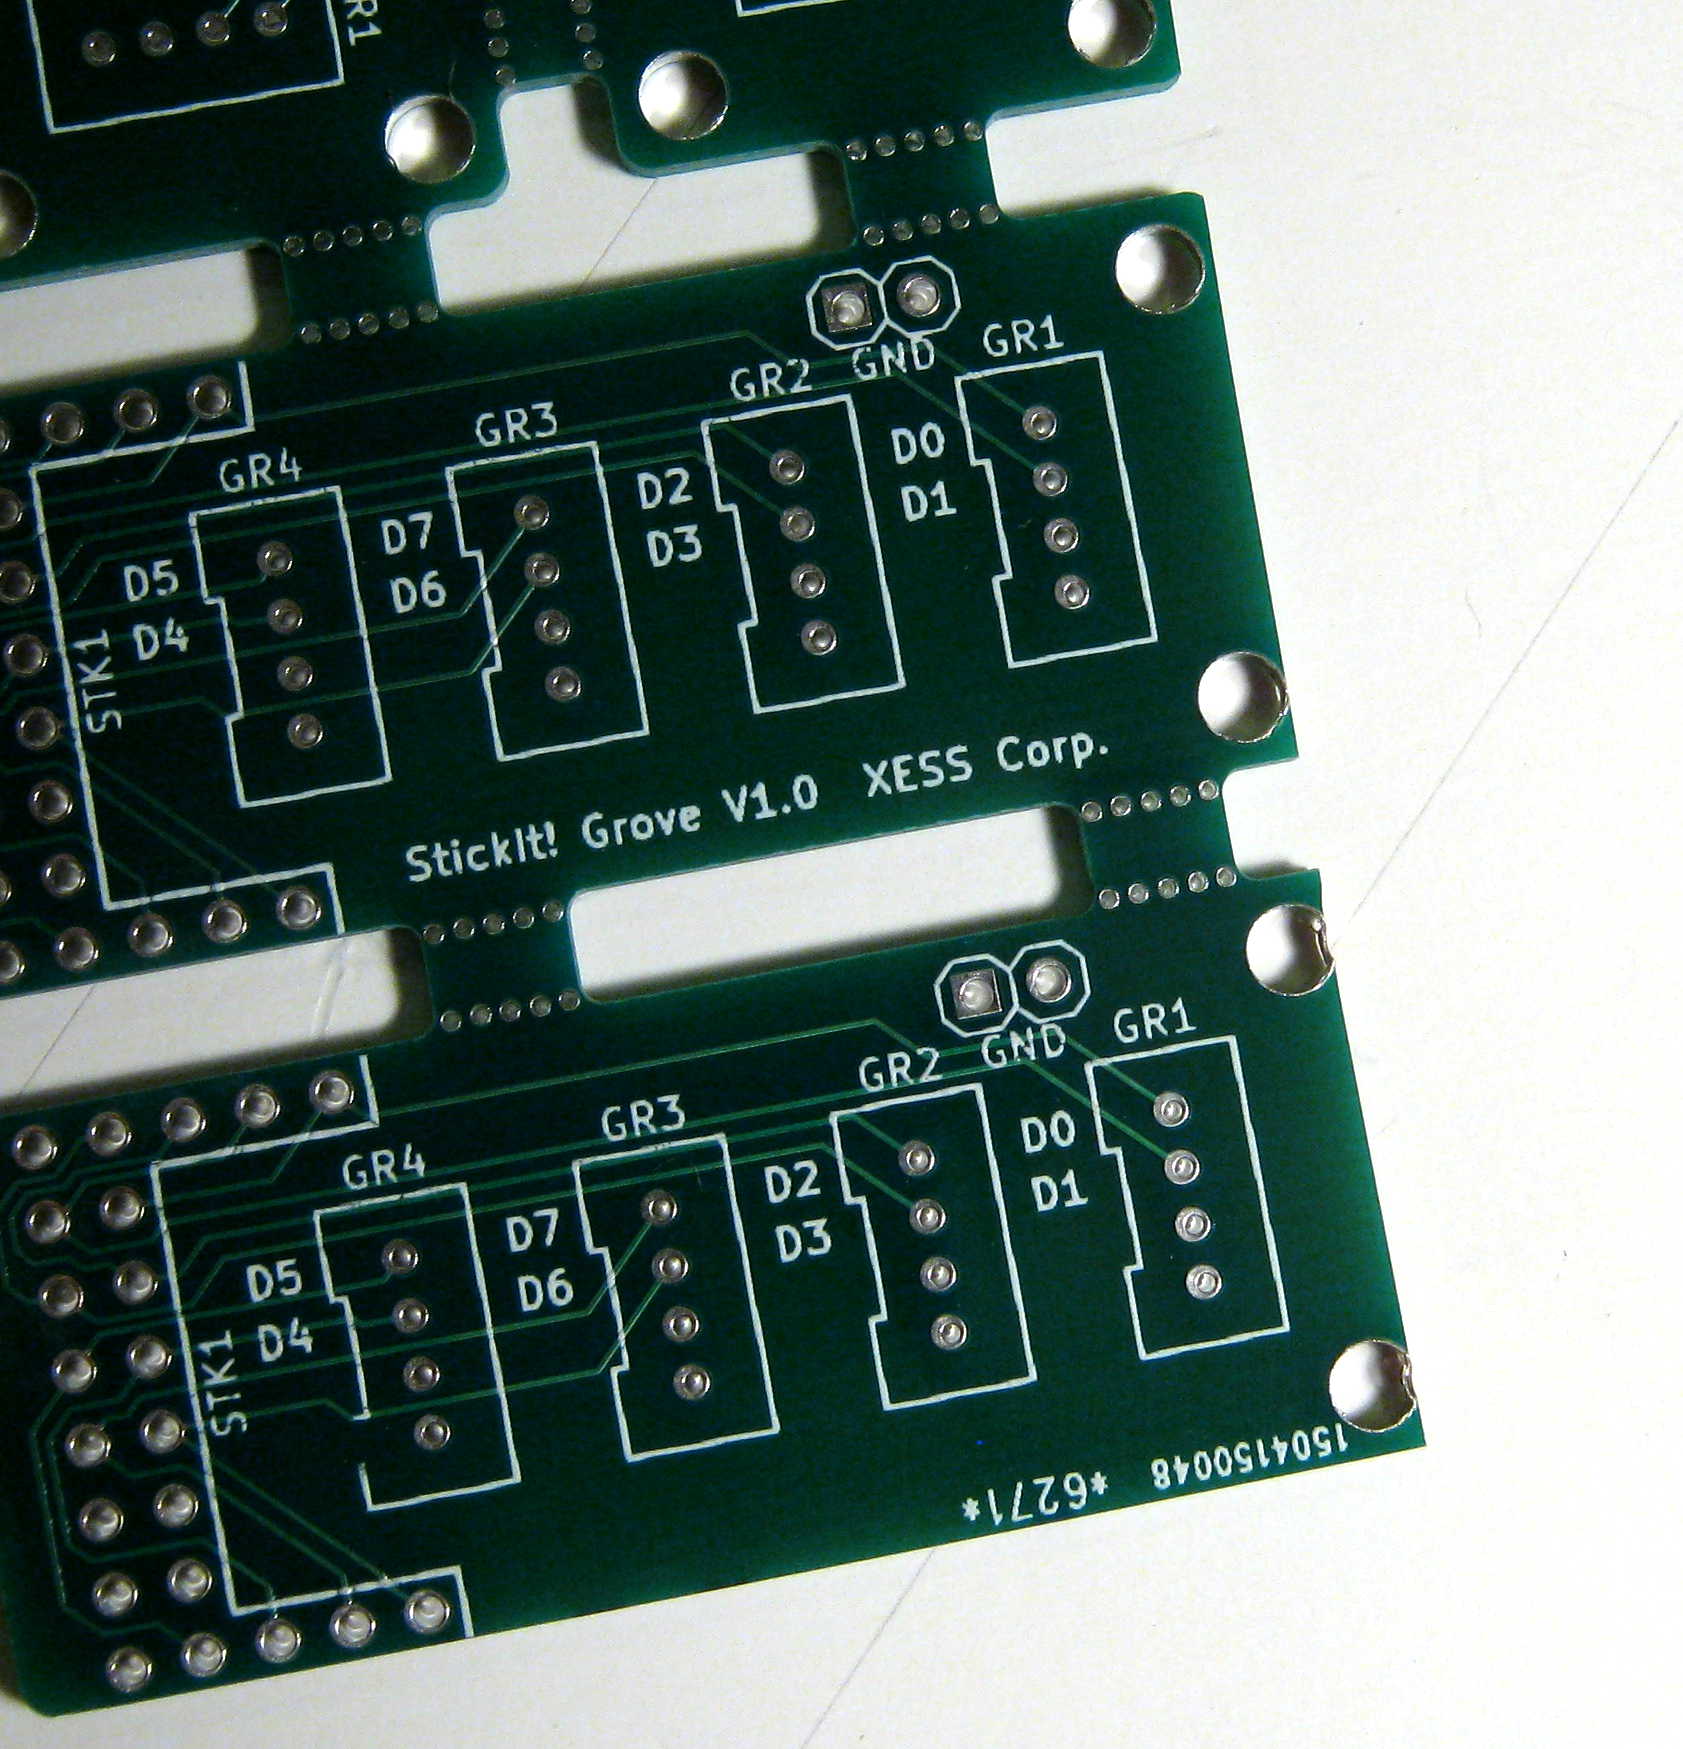 R1
GND
GR1
GR2
GR3
GR4
D0
D1
D2
D3
D7
D6
D5
D4
STK1
StickIt! Grove V1.0 XESS Corp.
GND
GR1
GR2
GR3
GR4
D0
D1
D2
D3
D7
D6
D5
D4
STK1
1504150048 *6271*